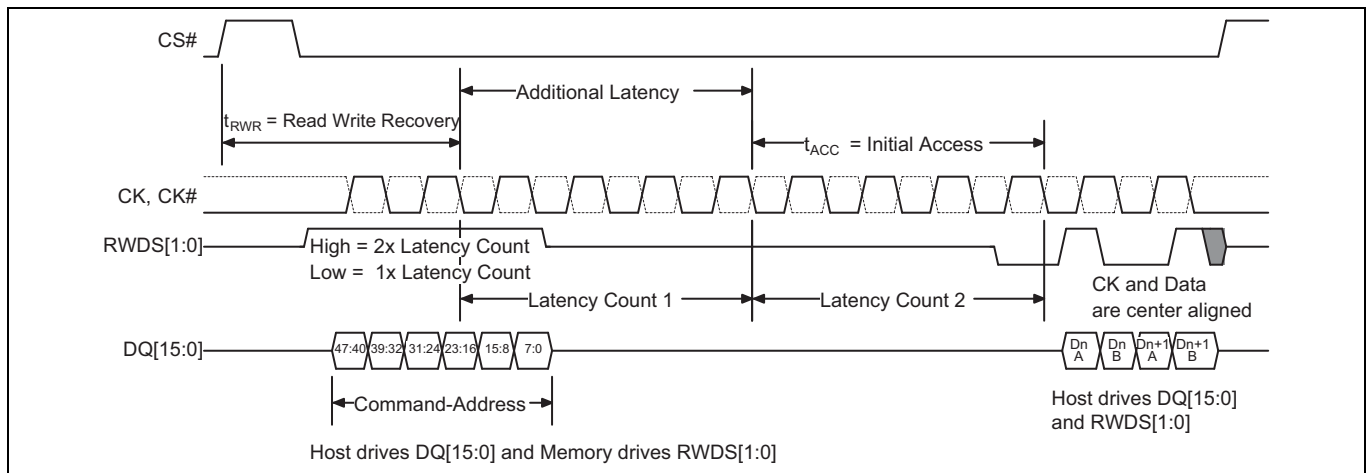 CS#
Additional Latency
tRWR = Read Write Recovery
tACC = Initial Access
CK, CK#
RWDS[1:0]
High = 2x Latency Count
Low = 1x Latency Count
CK and Data
are center aligned
Latency Count 1
Latency Count 2
DQ[15:0]
47:40 39:32 31:24 23:16 15:8 7:0
Dn A Dn B Dn+1 A Dn+1 B
Command-Address
Host drives DQ[15:0]
and RWDS[1:0]
Host drives DQ[15:0] and Memory drives RWDS[1:0]